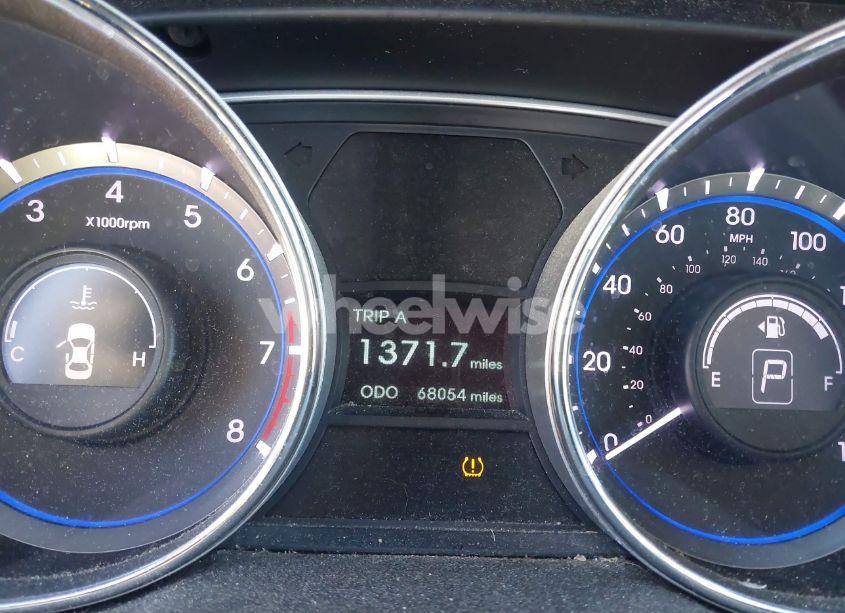 3 4 5 6 7 8
X1000rpm
C H
wheelwise
TRIP A
1371.7 miles
ODO 68054 miles
0 20 40 60 80 100
MPH
0 20 40 60 80 100 120 140
E F
P